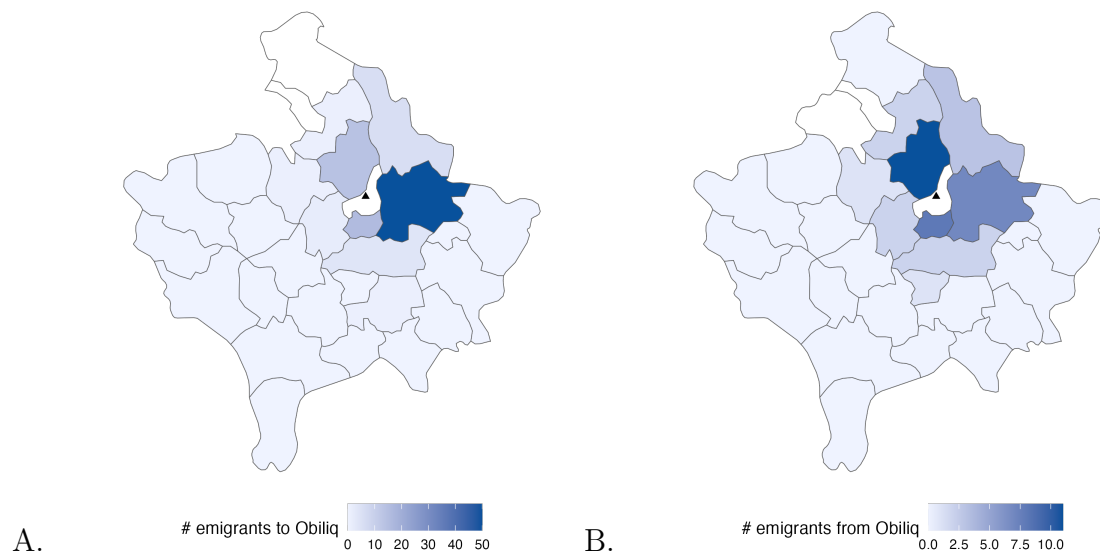 A.
# emigrants to Obiliq
0 10 20 30 40 50
B.
# emigrants from Obiliq
0.0 2.5 5.0 7.5 10.0